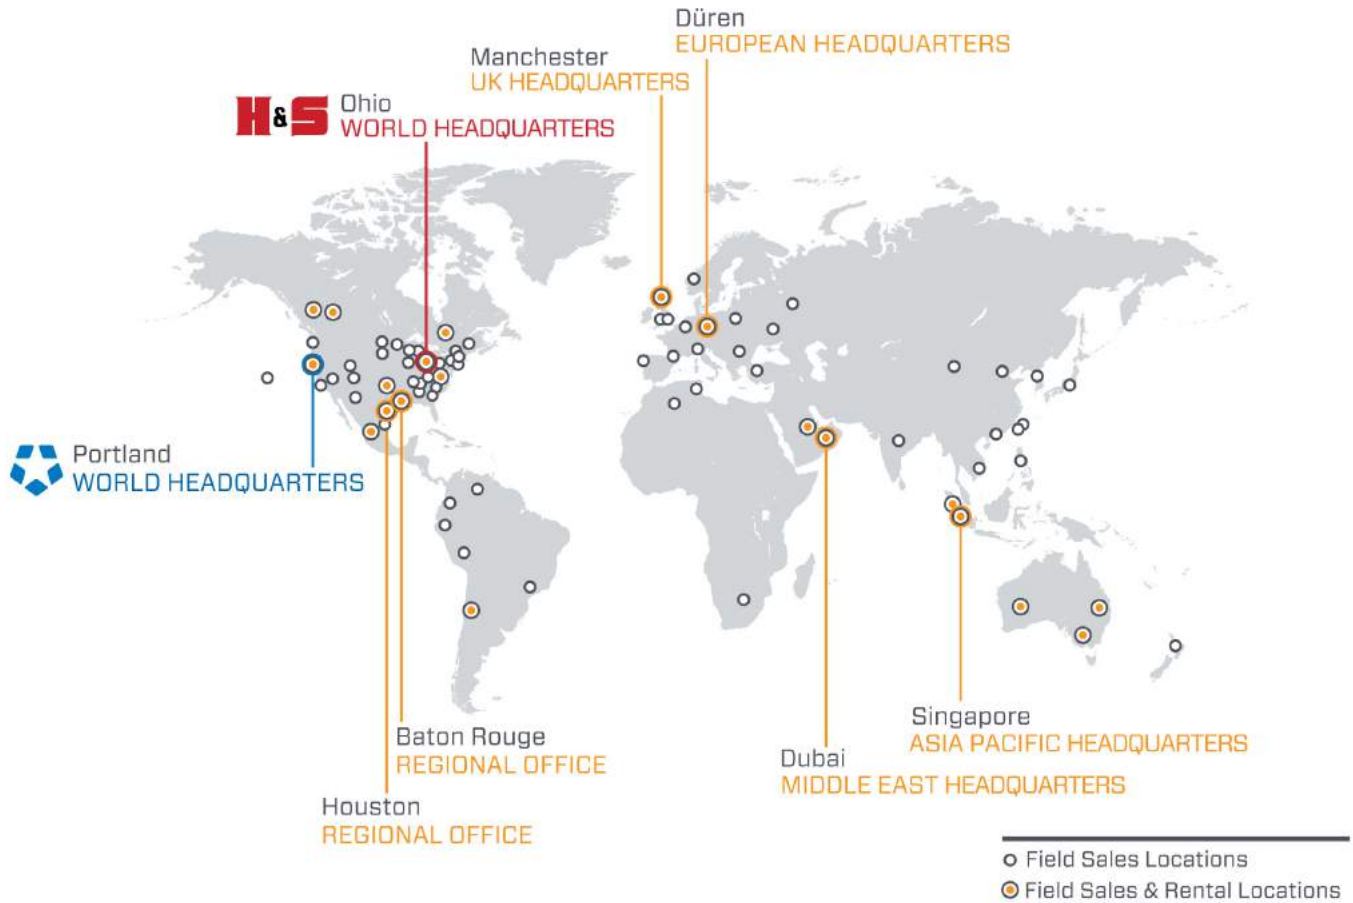 Düren
EUROPEAN HEADQUARTERS
Manchester
UK HEADQUARTERS
H&S
Ohio
WORLD HEADQUARTERS
Portland
WORLD HEADQUARTERS
Baton Rouge
REGIONAL OFFICE
Houston
REGIONAL OFFICE
Singapore
ASIA PACIFIC HEADQUARTERS
Dubai
MIDDLE EAST HEADQUARTERS
Field Sales Locations
Field Sales & Rental Locations